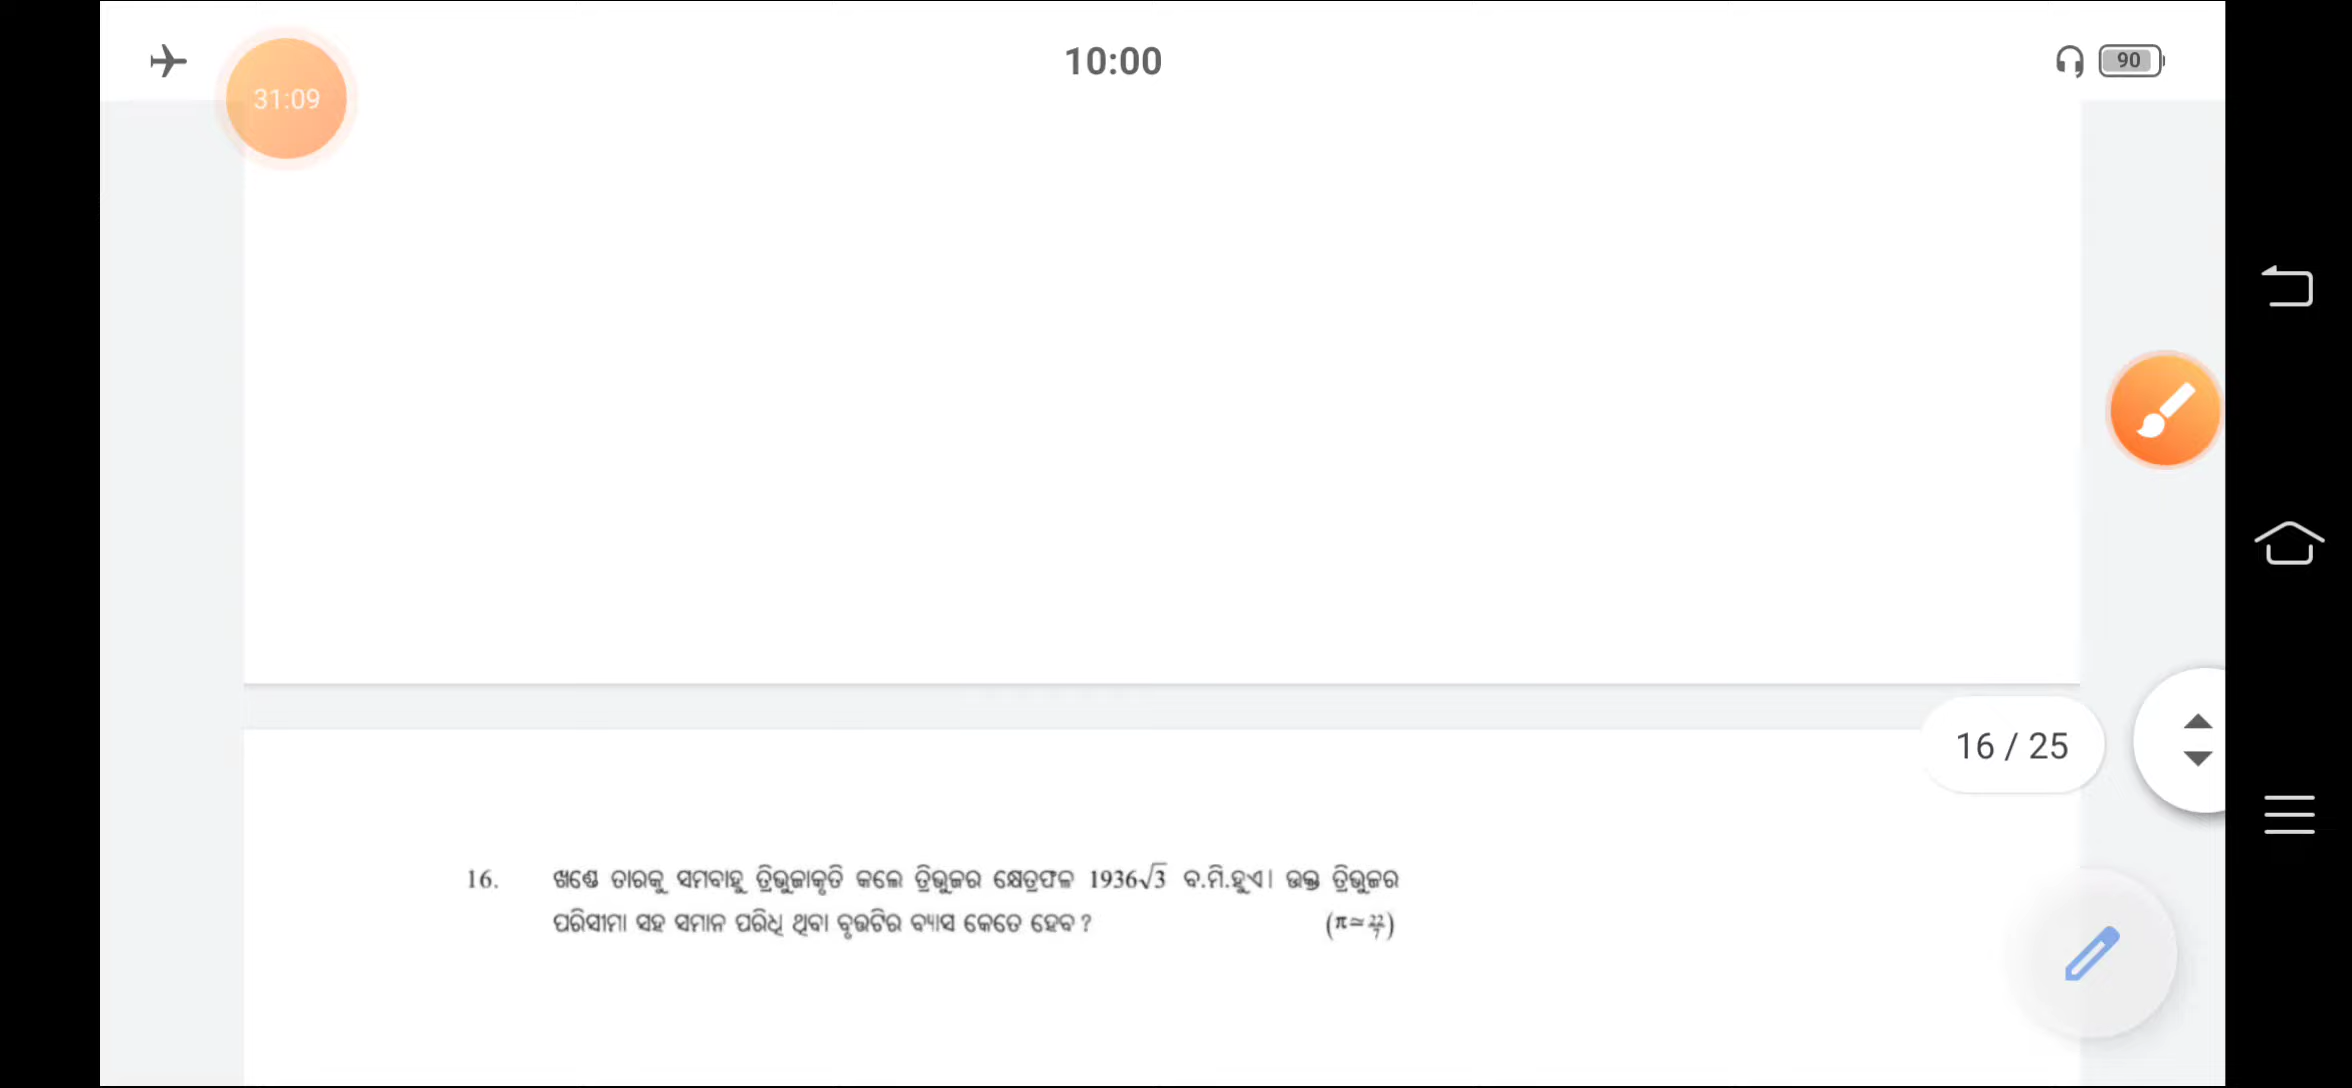 10:00
90
31:09
16 / 25
16. ଖଣ୍ଡେ ତାରକୁ ସମବାହୁ ତ୍ରିଭୁଜାକୃତି କଲେ ତ୍ରିଭୁଜର କ୍ଷେତ୍ରଫଳ 1936√3 ବ.ମି.ହୁଏ। ଉକ୍ତ ତ୍ରିଭୁଜର
ପରିସୀମା ସହ ସମାନ ପରିଧି ଥିବା ବୃତ୍ତଟିର ବ୍ୟାସ କେତେ ହେବ ? (π≃22/7)